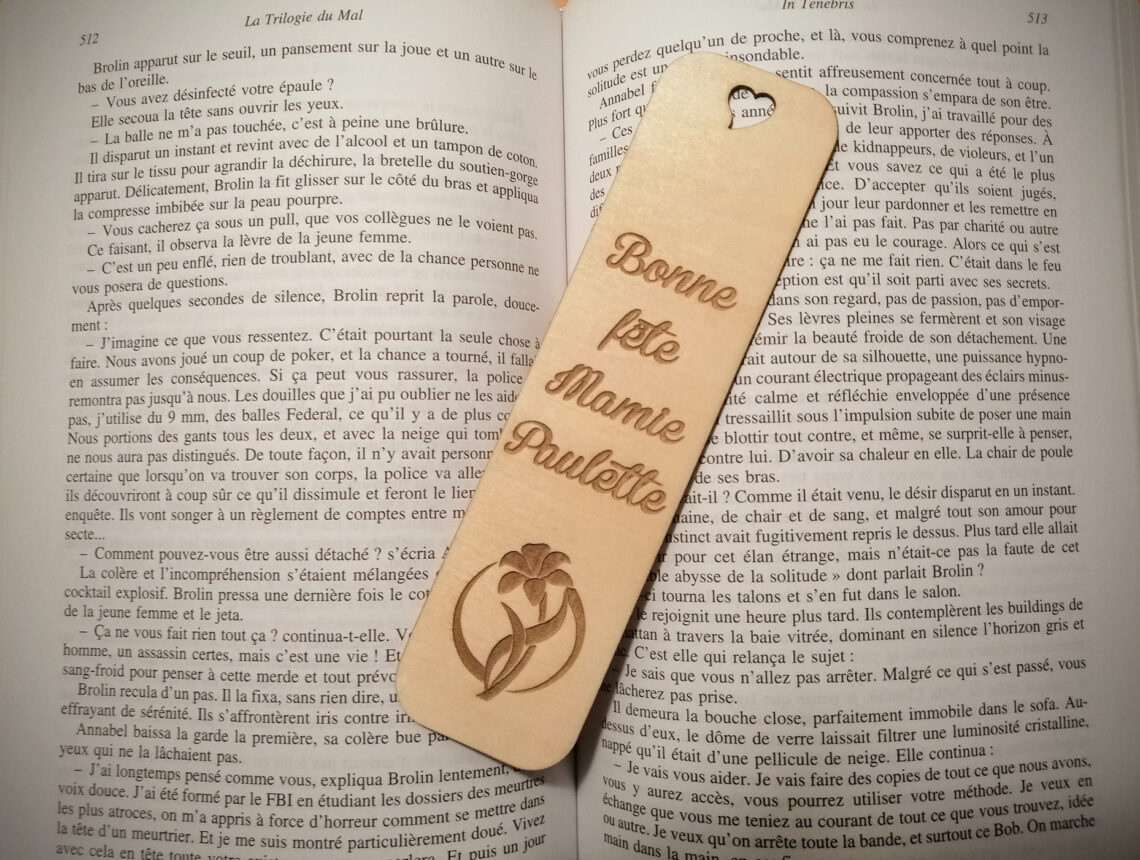 512
La Trilogie du Mal
Brolin apparut sur le seuil, un pansement sur la joue et un autre sur le
bas de l'oreille.
– Vous avez désinfecté votre épaule ?
Elle secoua la tête sans ouvrir les yeux.
– La balle ne m'a pas touchée, c'est à peine une brûlure.
Il disparut un instant et revint avec de l'alcool et un tampon de coton.
Il tira sur le tissu pour agrandir la déchirure, la bretelle du soutien-gorge
apparut. Délicatement, Brolin la fit glisser sur le côté du bras et appliqua
la compresse imbibée sur la peau pourpre.
– Vous cacherez ça sous un pull, que vos collègues ne le voient pas.
Ce faisant, il observa la lèvre de la jeune femme.
– C'est un peu enflé, rien de troublant, avec de la chance personne ne
vous posera de questions.
Après quelques secondes de silence, Brolin reprit la parole, douce-
ment :
– J'imagine ce que vous ressentez. C'était pourtant la seule chose à
faire. Nous avons joué un coup de poker, et la chance a tourné, il
en assumer les conséquences. Si ça peut vous rassurer, la police
remontra pas jusqu'à nous. Les douilles que j'ai pu oublier ne les
pas, j'utilise du 9 mm, des balles Federal, ce qu'il y a de plus
Nous portions des gants tous les deux, et avec la neige qui
ne nous aura pas distingués. De toute façon, il n'y avait
certaine que lorsqu'on va trouver son corps, la police va
ils découvriront à coup sûr ce qu'il dissimule et feront le
enquête. Ils vont songer à un règlement de comptes entre
secte...
– Comment pouvez-vous être aussi détaché ? s'écria
La colère et l'incompréhension s'étaient mélangées
cocktail explosif. Brolin pressa une dernière fois le
de la jeune femme et le jeta.
– Ça ne vous fait rien tout ça ? continua-t-elle.
homme, un assassin certes, mais c'est une vie ! Et
sang-froid pour penser à cette merde et tout
Brolin recula d'un pas. Il la fixa, sans rien dire,
effrayant de sérénité. Ils s'affrontèrent iris contre
Annabel baissa la garde la première, sa colère bue
yeux qui ne la lâchaient pas.
– J'ai longtemps pensé comme vous, expliqua Brolin lentement,
voix douce. J'ai été formé par le FBI en étudiant les dossiers des meurtres
les plus atroces, on m'a appris à force d'horreur comment se mettre dans
la tête d'un meurtrier. Et je me suis montré particulièrement doué. Vivez
avec cela en tête toute votre Et puis un jour
Bonne
fête
Mamie
Paulette
In Tenebris
513
vous perdez quelqu'un de proche, et là, vous comprenez à quel point la
solitude est insondable.
Annabel sentit affreusement concernée tout à coup.
Plus fort la compassion s'empara de son être.
– Ces suivit Brolin, j'ai travaillé pour des
familles de leur apporter des réponses. À
deux kidnappeurs, de violeurs, et l'un
des Et vous savez ce qui a été le plus
D'accepter qu'ils soient jugés,
jour leur pardonner et les remettre en
ne l'ai pas fait. Pas par charité ou autre
ai pas eu le courage. Alors ce qui s'est
: ça ne me fait rien. C'était dans le feu
est qu'il soit parti avec ses secrets.
dans son regard, pas de passion, pas d'empor-
Ses lèvres pleines se fermèrent et son visage
la beauté froide de son détachement. Une
autour de sa silhouette, une puissance hypno-
un courant électrique propageant des éclairs minus-
calme et réfléchie enveloppée d'une présence
tressaillit sous l'impulsion subite de poser une main
blottir tout contre, et même, se surprit-elle à penser,
contre lui. D'avoir sa chaleur en elle. La chair de poule
de ses bras.
? Comme il était venu, le désir disparut en un instant.
de chair et de sang, et malgré tout son amour pour
avait fugitivement repris le dessus. Plus tard elle allait
pour cet élan étrange, mais n'était-ce pas la faute de cet
abysse de la solitude » dont parlait Brolin ?
tourna les talons et s'en fut dans le salon.
le rejoignit une heure plus tard. Ils contemplèrent les buildings de
à travers la baie vitrée, dominant en silence l'horizon gris et
C'est elle qui relança le sujet :
– Je sais que vous n'allez pas arrêter. Malgré ce qui s'est passé, vous
ne lâcherez pas prise.
Il demeura la bouche close, parfaitement immobile dans le sofa. Au-
dessus d'eux, le dôme de verre laissait filtrer une luminosité cristalline,
nappé qu'il était d'une pellicule de neige. Elle continua :
– Je vais vous aider. Je vais faire des copies de tout ce que nous avons,
vous y aurez accès, vous pourrez utiliser votre méthode. Je veux en
échange que vous me teniez au courant de tout ce que vous trouvez, idée
ou autre. Je veux qu'on arrête toute la bande, et surtout ce Bob. On marche
main dans la main,